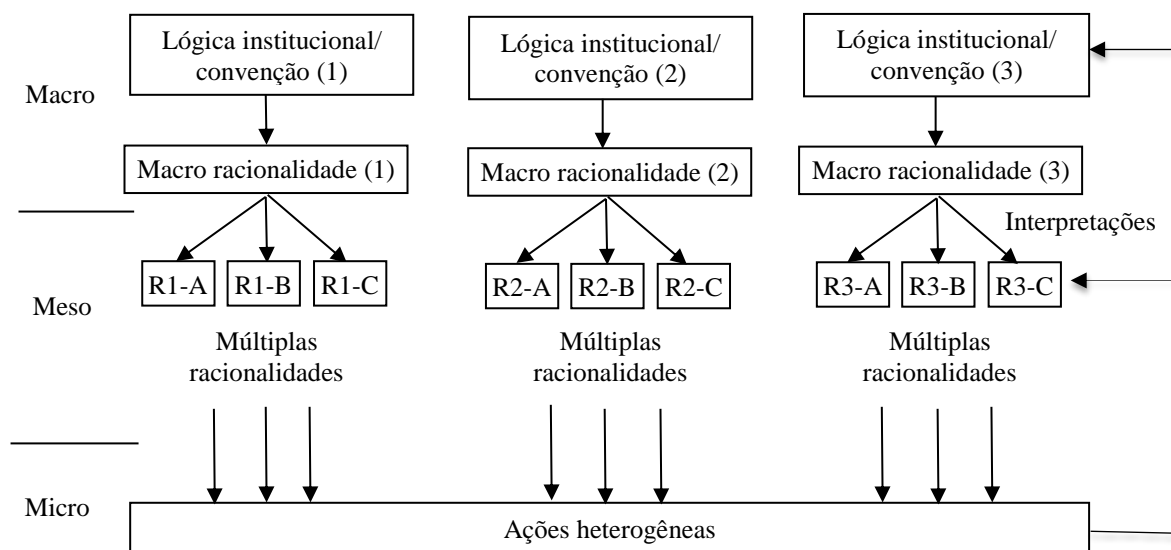 Lógica institucional/
convenção (1)
Lógica institucional/
convenção (2)
Lógica institucional/
convenção (3)
Macro
Macro racionalidade (1)
Macro racionalidade (2)
Macro racionalidade (3)
Interpretações
Meso
R1-A
R1-B
R1-C
R2-A
R2-B
R2-C
R3-A
R3-B
R3-C
Múltiplas
racionalidades
Múltiplas
racionalidades
Múltiplas
racionalidades
Micro
Ações heterogêneas